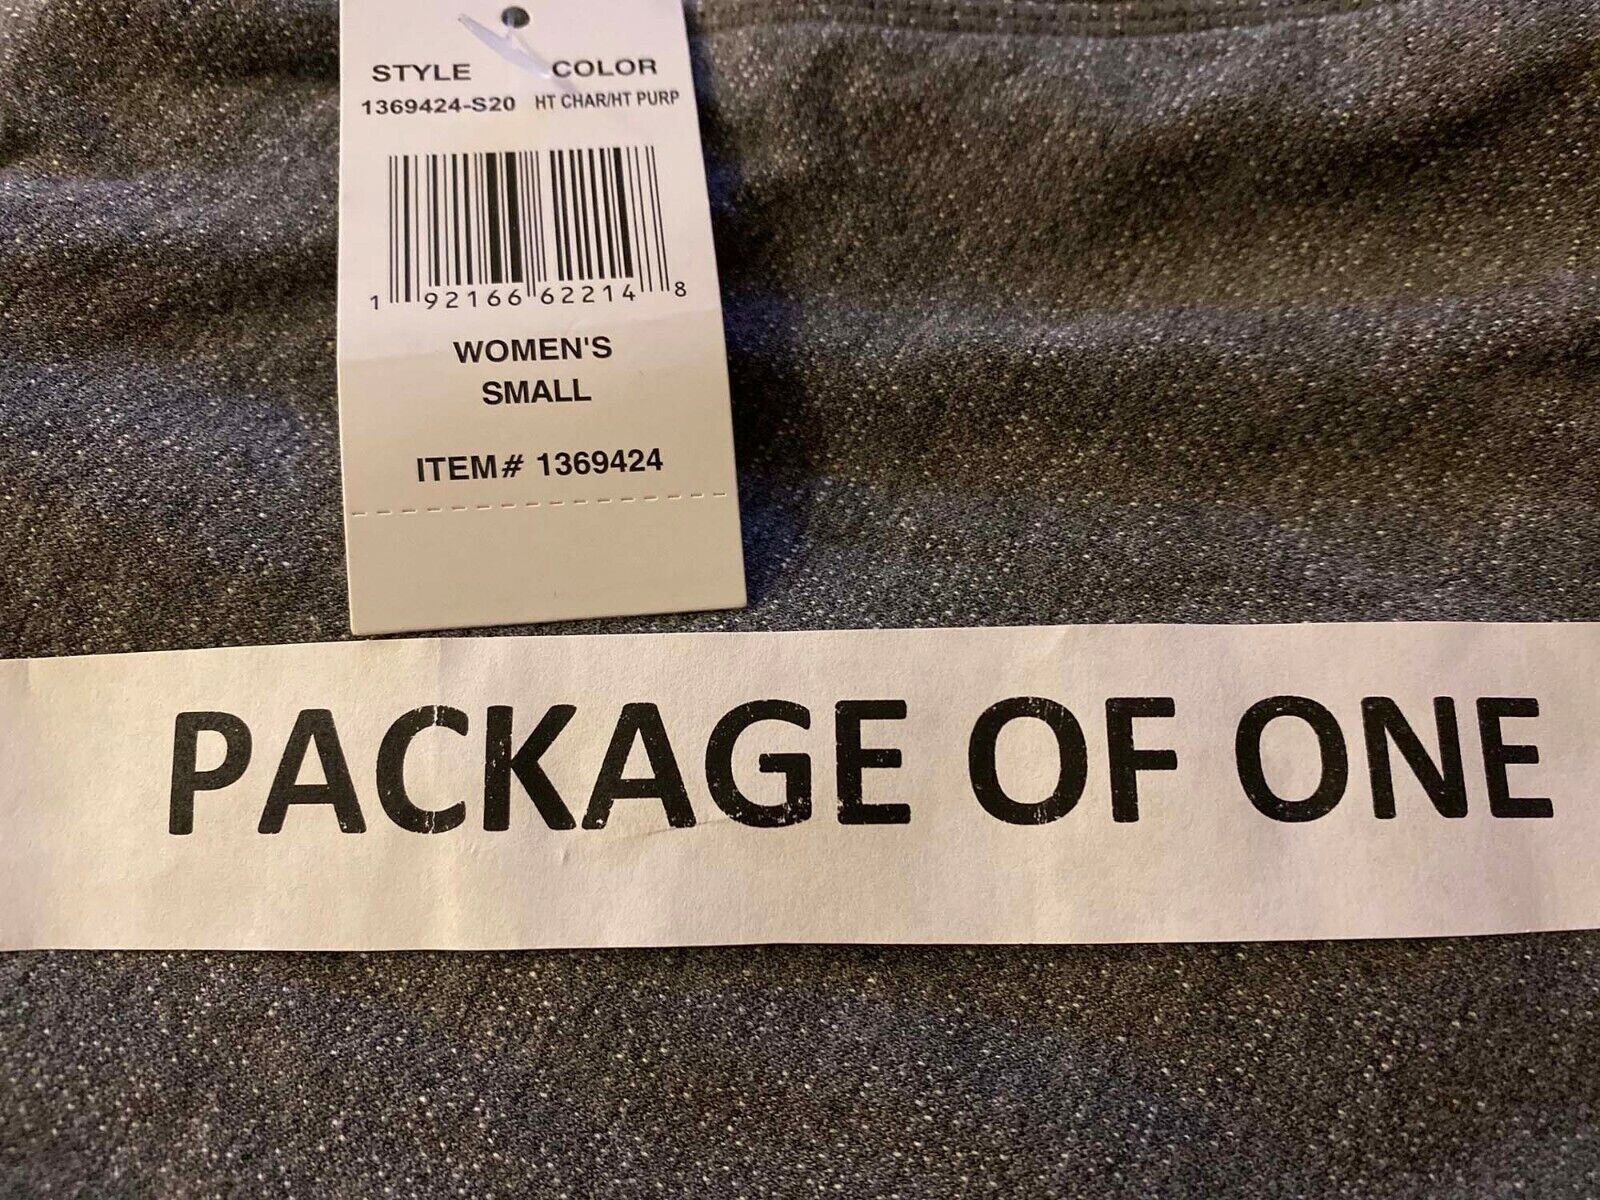 STYLE COLOR
1369424-S20 HT CHAR/HT PURP
1 92166 62214 8
WOMEN'S
SMALL
ITEM# 1369424
PACKAGE OF ONE